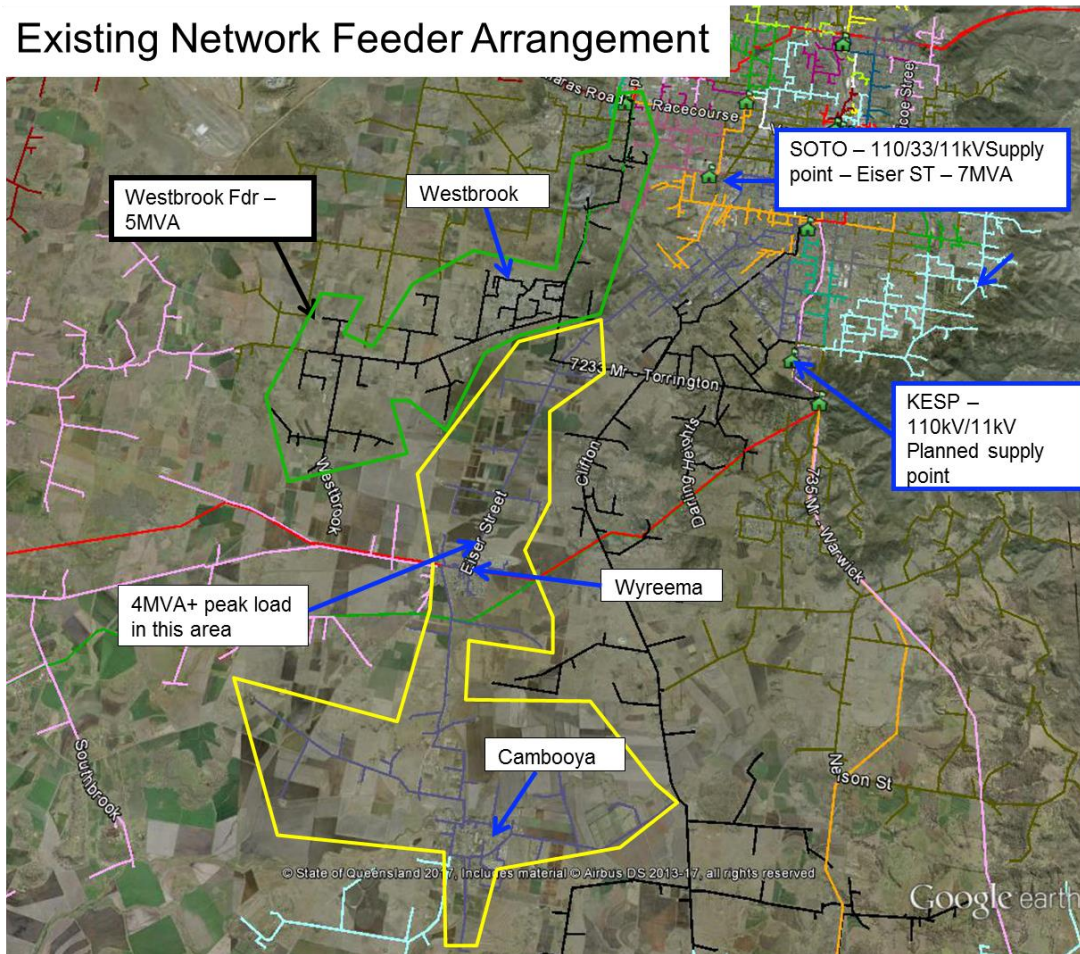 Existing Network Feeder Arrangement
Racecourse
SOTO – 110/33/11kVSupply
point – Eiser ST – 7MVA
Westbrook Fdr –
5MVA
Westbrook
7233 Mr - Torrington
KESP –
110kV/11kV
Planned supply
point
Westbrook
Clifton
Darling Heights
735 Mr - Warwick
Eiser Street
4MVA+ peak load
in this area
Wyreema
Southbrook
Cambooya
Nelson St
© State of Queensland 2017, Includes material © Airbus DS 2013-17, all rights reserved
Google earth